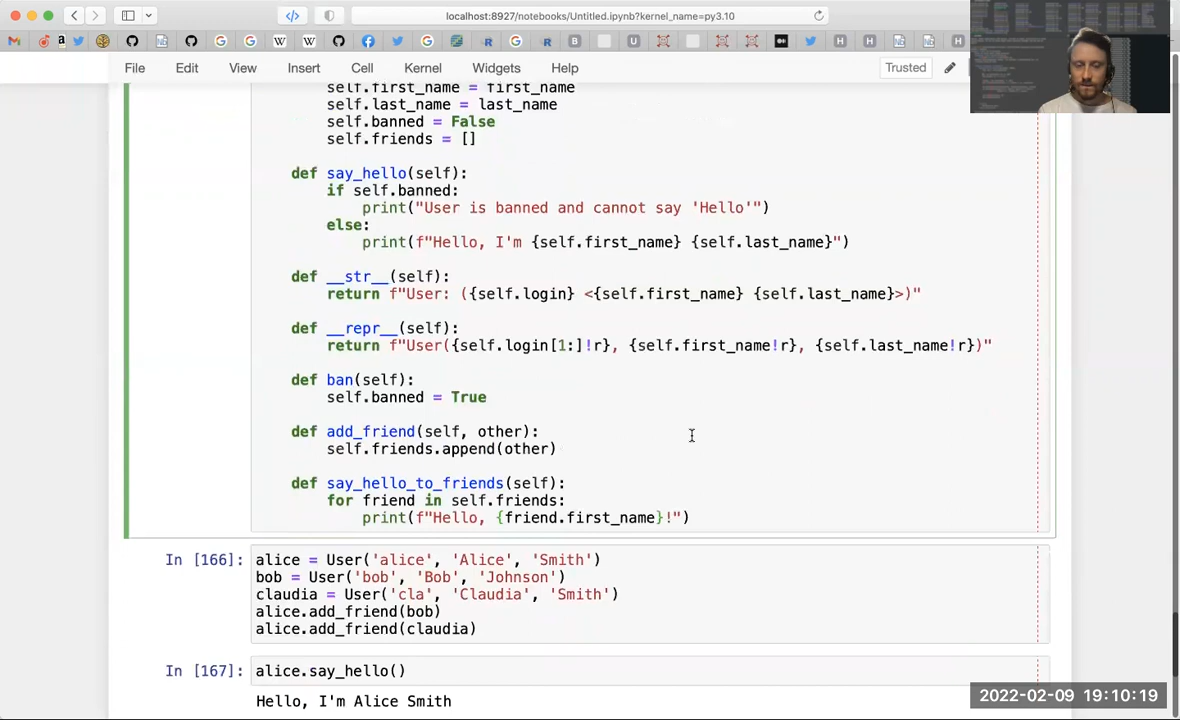 localhost:8927/notebooks/Untitled.ipynb?kernel_name=py3.10
File Edit View Insert Cell Kernel Widgets Help Trusted
self.first_name = first_name
self.last_name = last_name
self.banned = False
self.friends = []
def say_hello(self):
if self.banned:
print("User is banned and cannot say 'Hello'")
else:
print(f"Hello, I'm {self.first_name} {self.last_name}")
def __str__(self):
return f"User: ({self.login} <{self.first_name} {self.last_name}>)"
def __repr__(self):
return f"User({self.login[1:]!r}, {self.first_name!r}, {self.last_name!r})"
def ban(self):
self.banned = True
def add_friend(self, other):
self.friends.append(other)
def say_hello_to_friends(self):
for friend in self.friends:
print(f"Hello, {friend.first_name}!")
In [166]: alice = User('alice', 'Alice', 'Smith')
bob = User('bob', 'Bob', 'Johnson')
claudia = User('cla', 'Claudia', 'Smith')
alice.add_friend(bob)
alice.add_friend(claudia)
In [167]: alice.say_hello()
Hello, I'm Alice Smith
2022-02-09 19:10:19